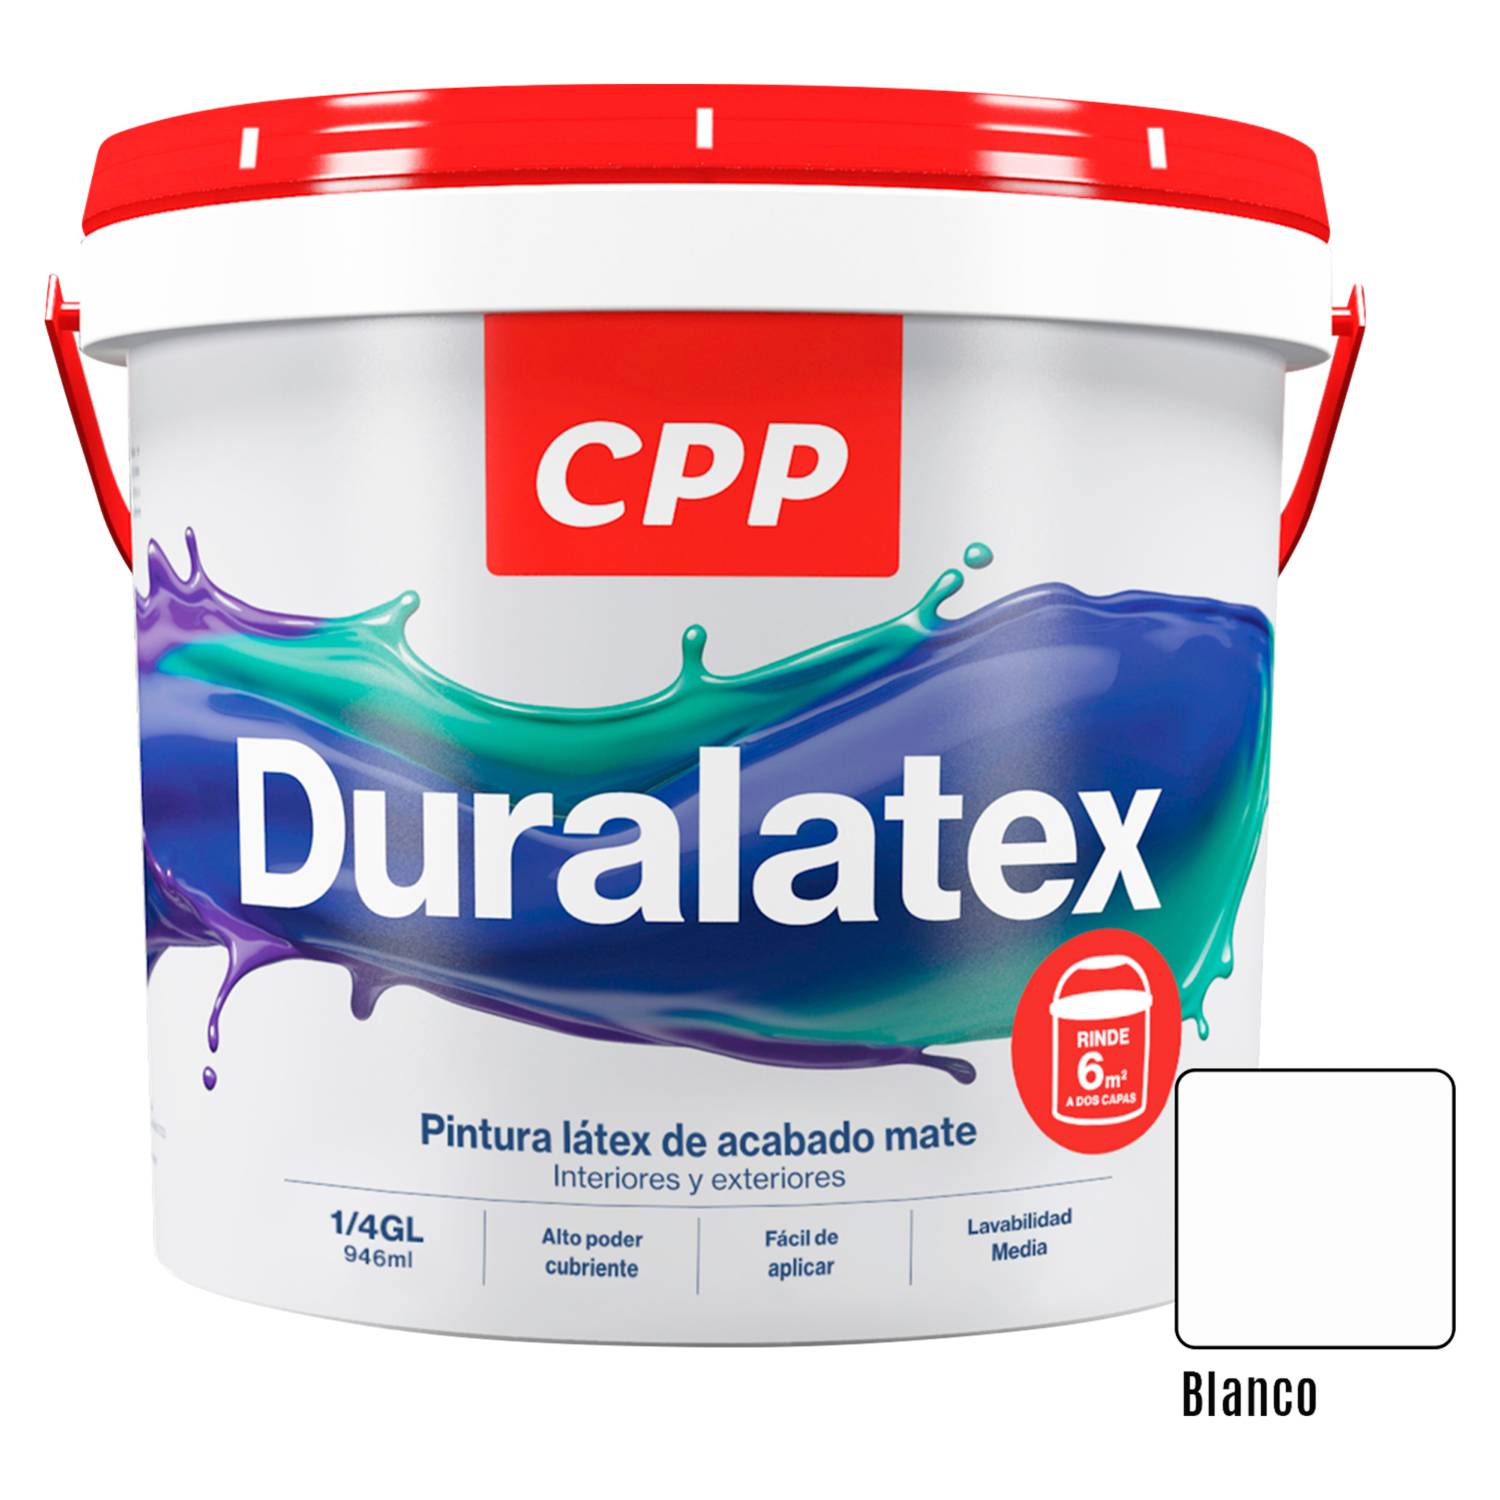 CPP
Duralatex
RINDE
6m²
A DOS CAPAS
Pintura látex de acabado mate
Interiores y exteriores
1/4GL
946ml
Alto poder
cubriente
Fácil de
aplicar
Lavabilidad
Media
Blanco